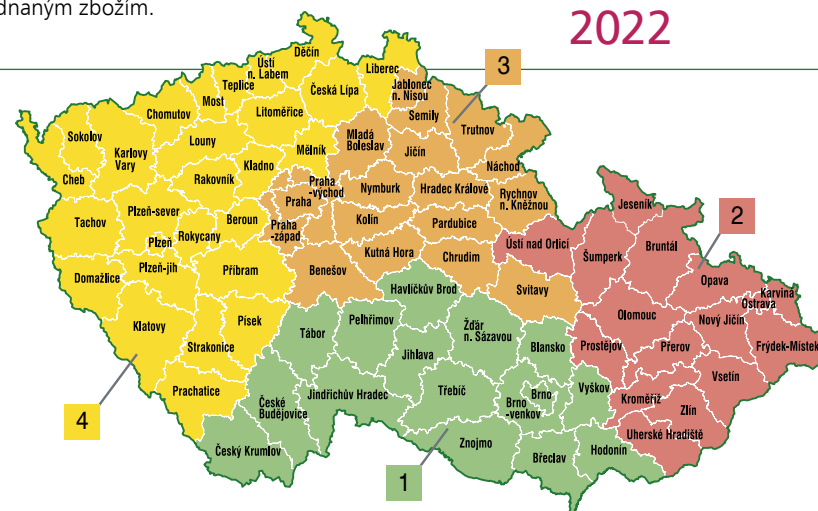 dnaným zbožím.
2022
Děčín
Ústí
n. Labem
Liberec
3
Teplice
Jablonec
n. Nisou
Česká Lípa
Most
Chomutov
Litoměřice
Semily
Trutnov
Sokolov
Louny
Mladá
Boleslav
Jičín
Karlovy
Vary
Mělník
Kladno
Náchod
Cheb
Rakovník
Praha
-východ
Nymburk
Hradec Králové
Rychnov
n. Kněžnou
Praha
Jeseník
2
Tachov
Plzeň-sever
Beroun
Kolín
Pardubice
Plzeň
Rokycany
Praha
-západ
Ústí nad Orlicí
Bruntál
Kutná Hora
Chrudim
Šumperk
Domažlice
Plzeň-jih
Příbram
Benešov
Opava
Havlíčkův Brod
Svitavy
Karviná
Ostrava
Klatovy
Písek
Pelhřimov
Olomouc
Nový Jičín
Tábor
Žďár
n. Sázavou
Strakonice
Blansko
Prostějov
Přerov
Frýdek-Místek
Jihlava
Vsetín
Prachatice
Jindřichův Hradec
Třebíč
Brno
Vyškov
Kroměříž
České
Budějovice
Brno
-venkov
Zlín
4
Uherské Hradiště
Český Krumlov
Znojmo
Břeclav
Hodonín
1